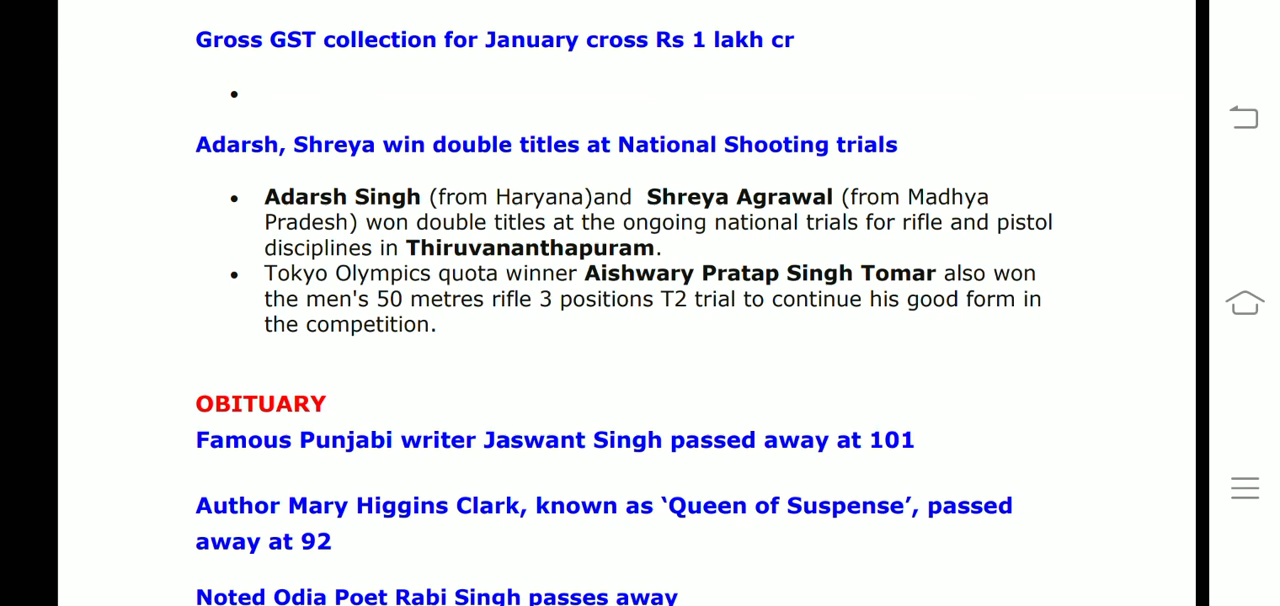 Gross GST collection for January cross Rs 1 lakh cr
•
Adarsh, Shreya win double titles at National Shooting trials
• Adarsh Singh (from Haryana)and Shreya Agrawal (from Madhya
Pradesh) won double titles at the ongoing national trials for rifle and pistol
disciplines in Thiruvananthapuram.
• Tokyo Olympics quota winner Aishwary Pratap Singh Tomar also won
the men's 50 metres rifle 3 positions T2 trial to continue his good form in
the competition.
OBITUARY
Famous Punjabi writer Jaswant Singh passed away at 101
Author Mary Higgins Clark, known as ‘Queen of Suspense’, passed
away at 92
Noted Odia Poet Rabi Singh passes away